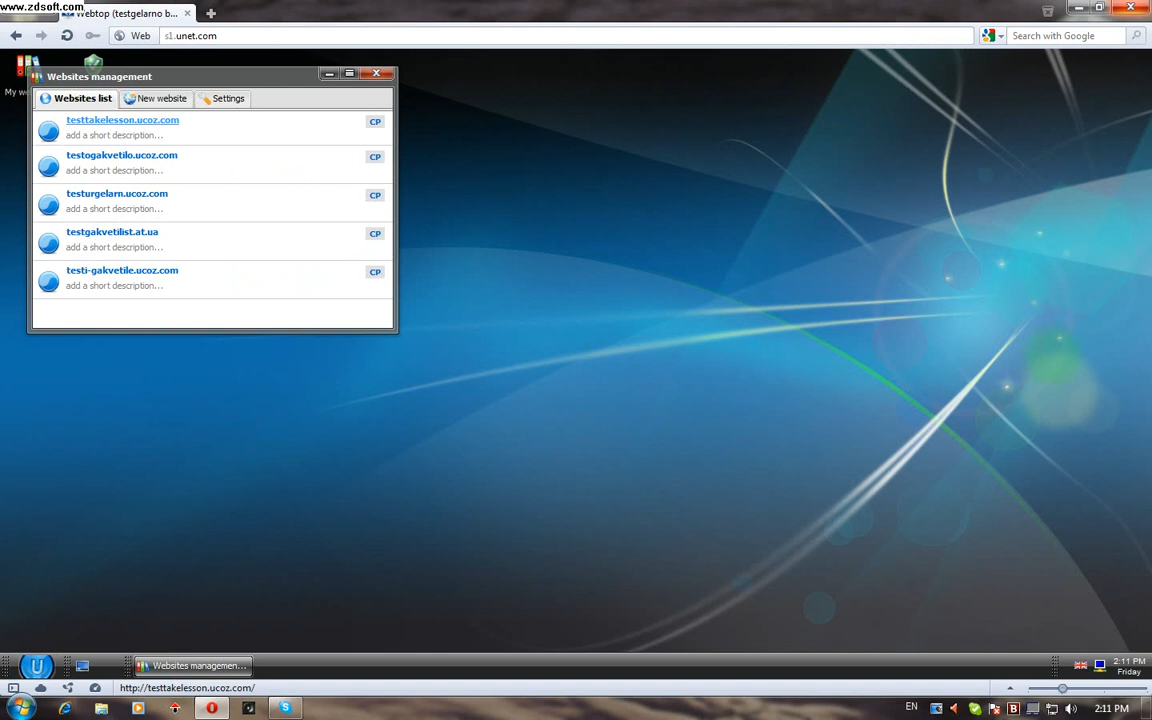 www.zdsoft.com
Webtop (testgelarno b...
Web
s1.unet.com
Search with Google
Websites management
Websites list
New website
Settings
testtakelesson.ucoz.com
CP
add a short description...
testogakvetilo.ucoz.com
CP
add a short description...
testurgelarn.ucoz.com
CP
add a short description...
testgakvetilist.at.ua
CP
add a short description...
testi-gakvetile.ucoz.com
CP
add a short description...
Websites managemen...
2:11 PM
Friday
http://testtakelesson.ucoz.com/
EN
2:11 PM